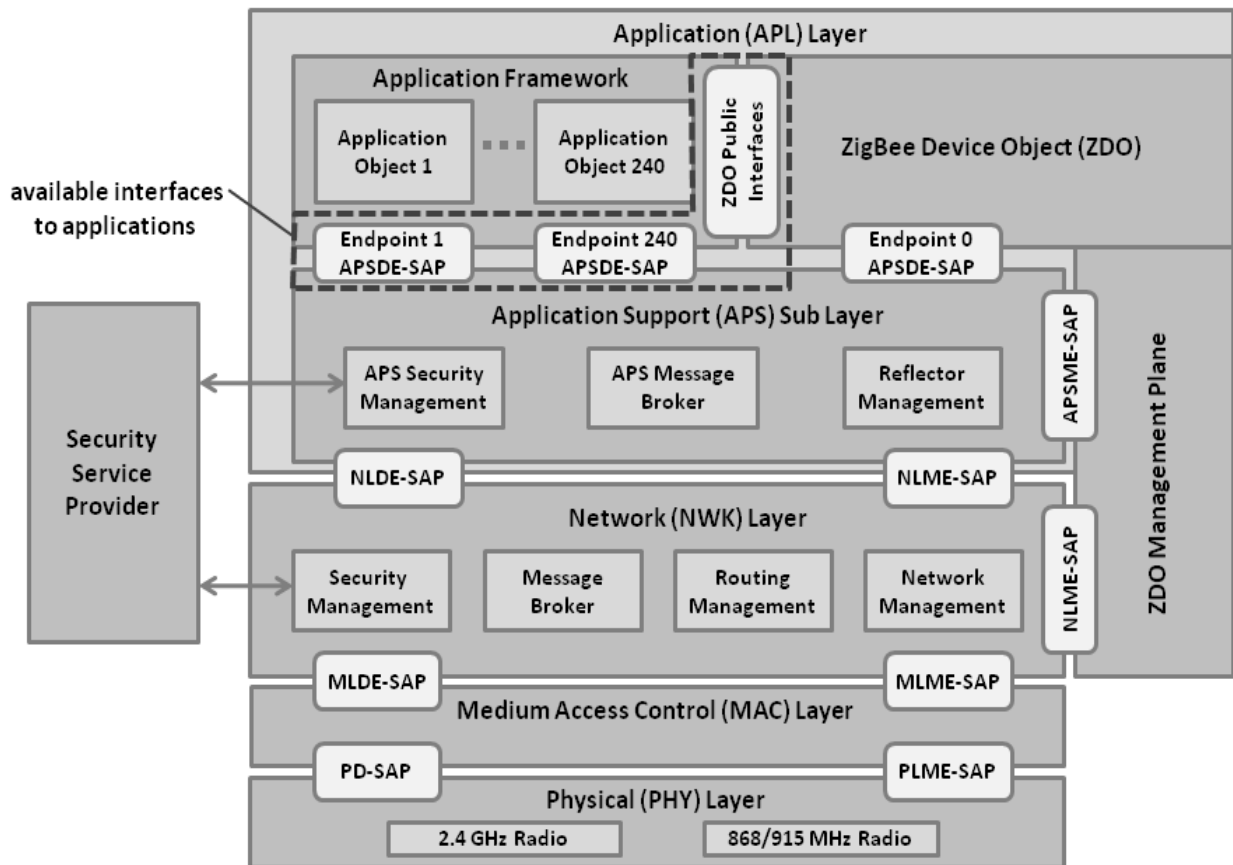 Application (APL) Layer
Application Framework
Application
Object 1
Application
Object 240
ZDO Public
Interfaces
ZigBee Device Object (ZDO)
available interfaces
to applications
Endpoint 1
APSDE-SAP
Endpoint 240
APSDE-SAP
Endpoint 0
APSDE-SAP
Application Support (APS) Sub Layer
APS Security
Management
APS Message
Broker
Reflector
Management
APSME-SAP
Security
Service
Provider
ZDO Management Plane
NLDE-SAP
NLME-SAP
Network (NWK) Layer
Security
Management
Message
Broker
Routing
Management
Network
Management
NLME-SAP
MLDE-SAP
MLME-SAP
Medium Access Control (MAC) Layer
PD-SAP
PLME-SAP
Physical (PHY) Layer
2.4 GHz Radio
868/915 MHz Radio